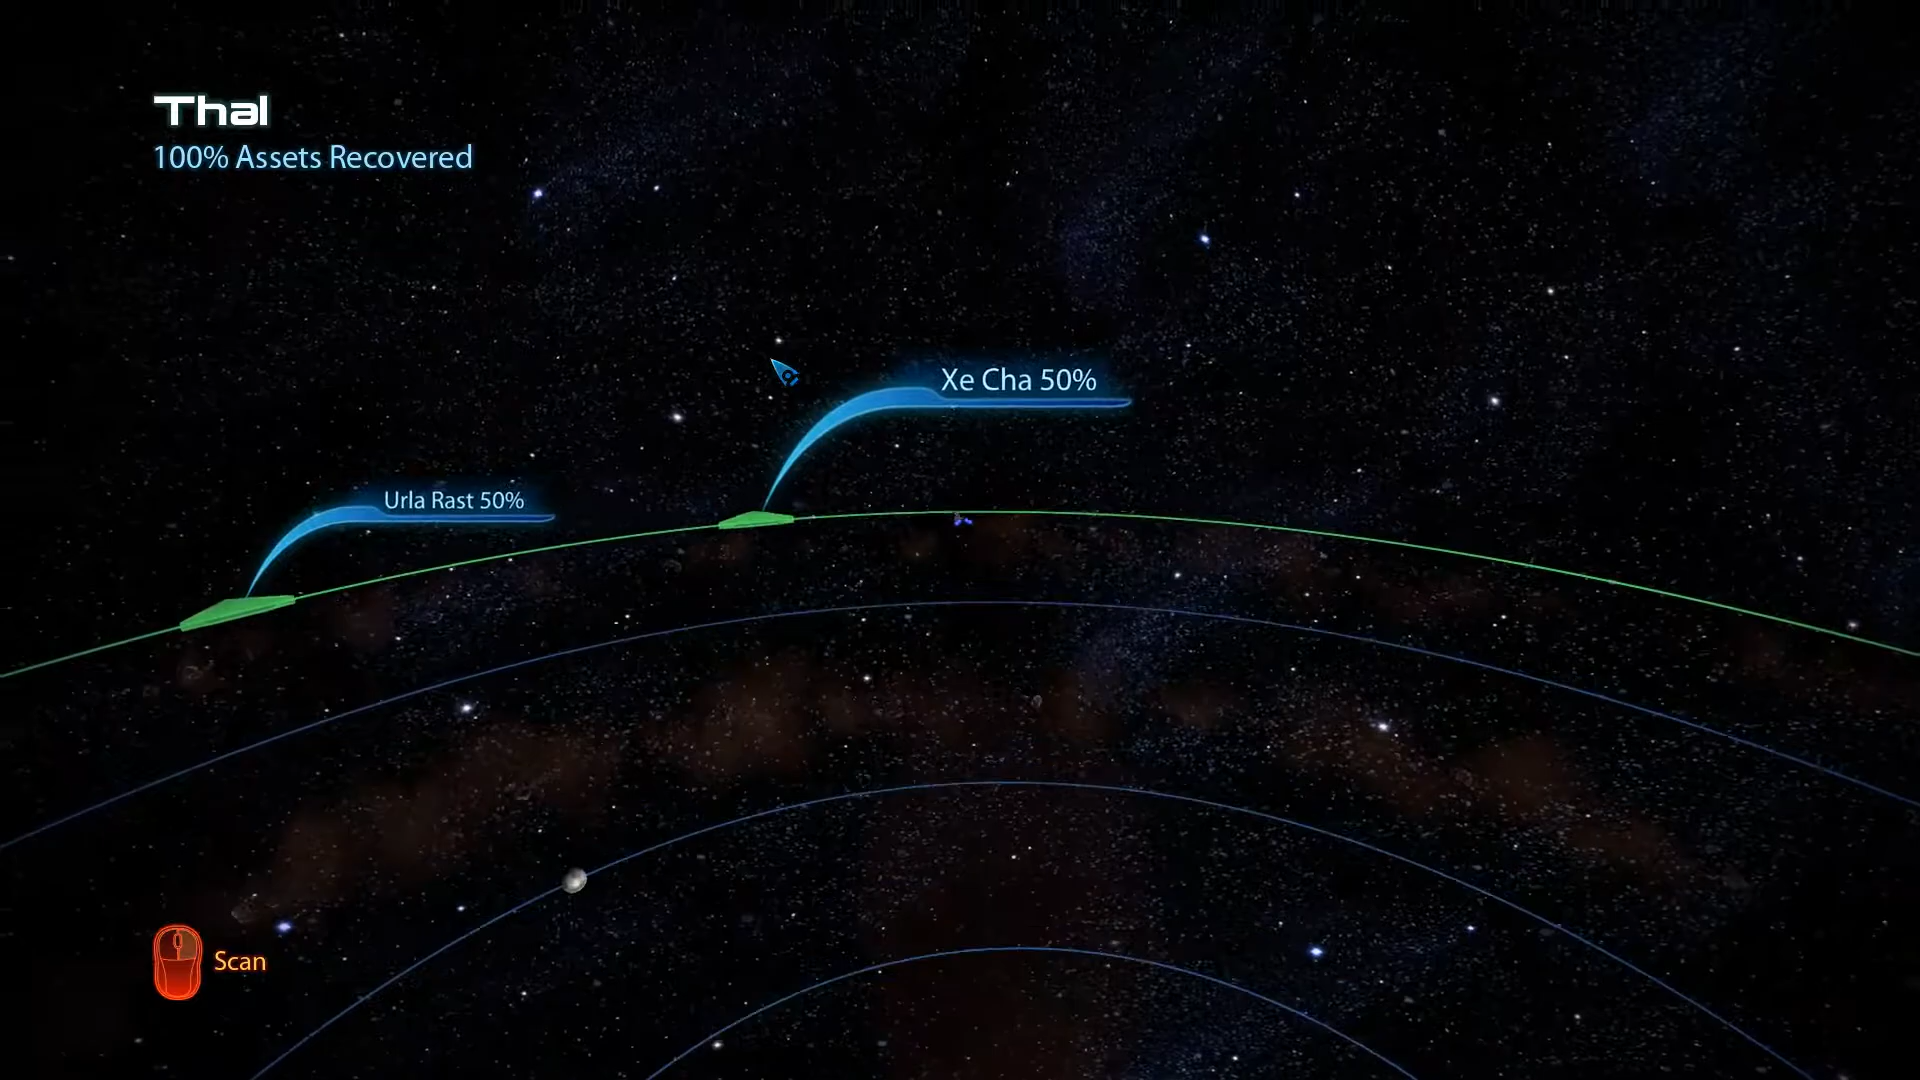 Thal
100% Assets Recovered
Xe Cha 50%
Urla Rast 50%
Scan